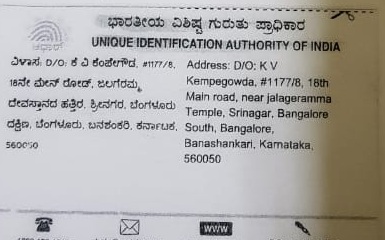 ಭಾರತೀಯ ವಿಶಿಷ್ಟ ಗುರುತು ಪ್ರಾಧಿಕಾರ
UNIQUE IDENTIFICATION AUTHORITY OF INDIA
ವಿಳಾಸ: D/O: ಕೆ ವಿ ಕೆಂಪೇಗೌಡ, #1177/8,
18ನೇ ಮೇನ್ ರೋಡ್, ಜಲಗೆರಮ್ಮ
ದೇವಸ್ತಾನದ ಹತ್ತಿರ, ಶ್ರೀನಗರ, ಬೆಂಗಳೂರು
ದಕ್ಷಿಣ, ಬೆಂಗಳೂರು, ಬನಶಂಕರಿ, ಕರ್ನಾಟಕ,
560050
Address: D/O: K V
Kempegowda, #1177/8, 18th
Main road, near jalageramma
Temple, Srinagar, Bangalore
South, Bangalore,
Banashankari, Karnataka,
560050
www